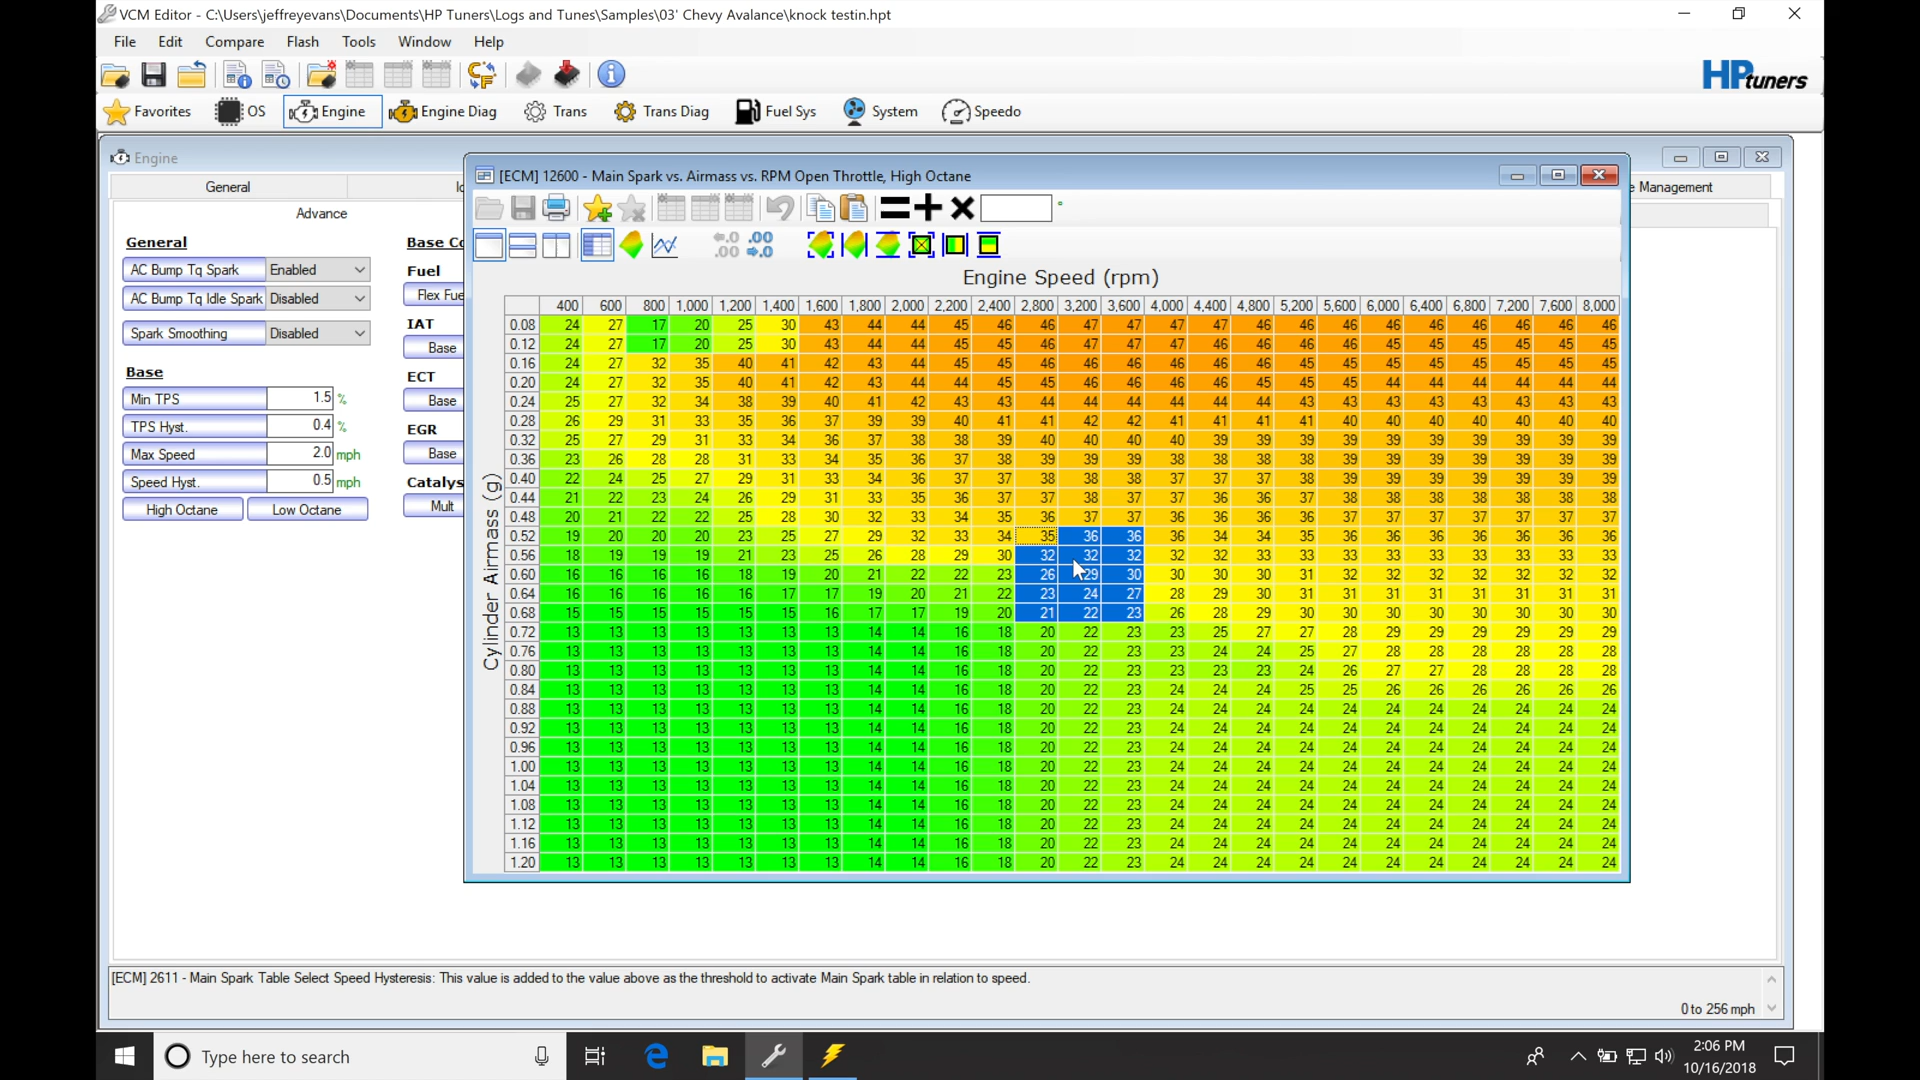 VCM Editor - C:\Users\jeffreyevans\Documents\HP Tuners\Logs and Tunes\Samples\03' Chevy Avalance\knock testin.hpt
File Edit Compare Flash Tools Window Help
HP tuners
Favorites OS Engine Engine Diag Trans Trans Diag Fuel Sys System Speedo
Engine
General
Advance
General
AC Bump Tq Spark Enabled
AC Bump Tq Idle Spark Disabled
Spark Smoothing Disabled
Base
Min TPS 1.5 %
TPS Hyst. 0.4 %
Max Speed 2.0 mph
Speed Hyst. 0.5 mph
High Octane Low Octane
Fuel
Flex Fue
IAT
Base
ECT
Base
EGR
Base
Catalys
Mult
[ECM] 12600 - Main Spark vs. Airmass vs. RPM Open Throttle, High Octane
Engine Speed (rpm)
Cylinder Airmass (g)
400 600 800 1,000 1,200 1,400 1,600 1,800 2,000 2,200 2,400 2,800 3,200 3,600 4,000 4,400 4,800 5,200 5,600 6,000 6,400 6,800 7,200 7,600 8,000
0.08 24 27 17 20 25 30 43 44 44 45 46 46 47 47 47 47 46 46 46 46 46 46 46 46 46
0.12 24 27 17 20 25 30 43 44 44 45 45 46 47 47 46 46 46 46 46 45 45 45 45 45 45
0.16 24 27 32 35 40 41 42 43 44 45 45 46 46 46 46 46 46 45 45 45 45 45 45 45 45
0.20 24 27 32 35 40 41 42 43 44 44 45 45 46 46 46 46 45 45 45 44 44 44 44 44 44
0.24 25 27 32 34 38 39 40 41 42 43 43 44 44 44 44 44 44 43 43 43 43 43 43 43 43
0.28 26 29 31 33 35 36 37 39 39 40 41 41 42 42 41 41 41 41 40 40 40 40 40 40 40
0.32 25 27 29 31 33 34 36 37 38 38 39 40 40 40 40 39 39 39 39 39 39 39 39 39 39
0.36 23 26 28 28 31 33 34 35 36 37 38 39 39 39 38 38 38 38 39 39 39 39 39 39 39
0.40 22 24 25 27 29 31 33 34 36 37 37 38 38 38 37 37 37 38 39 39 39 39 39 39 39
0.44 21 22 23 24 26 29 31 33 35 36 37 37 38 37 37 36 36 37 38 38 38 38 38 38 38
0.48 20 21 22 22 25 28 30 32 33 34 35 36 37 37 36 36 36 36 37 37 37 37 37 37 37
0.52 19 20 20 20 23 25 27 29 32 33 34 35 36 36 36 34 34 35 36 36 36 36 36 36 36
0.56 18 19 19 19 21 23 25 26 28 29 30 32 32 32 32 32 33 33 33 33 33 33 33 33 33
0.60 16 16 16 16 18 19 20 21 22 22 23 26 29 30 30 30 30 31 32 32 32 32 32 32 32
0.64 16 16 16 16 16 17 17 19 20 21 22 23 24 27 28 29 30 31 31 31 31 31 31 31 31
0.68 15 15 15 15 15 15 16 17 17 19 20 21 22 23 26 28 29 30 30 30 30 30 30 30 30
0.72 13 13 13 13 13 13 13 14 14 16 18 20 22 23 23 25 27 27 28 29 29 29 29 29 29
0.76 13 13 13 13 13 13 13 14 14 16 18 20 22 23 23 24 24 25 27 28 28 28 28 28 28
0.80 13 13 13 13 13 13 13 14 14 16 18 20 22 23 23 23 23 24 26 27 27 28 28 28 28
0.84 13 13 13 13 13 13 13 14 14 16 18 20 22 23 24 24 24 25 25 26 26 26 26 26 26
0.88 13 13 13 13 13 13 13 14 14 16 18 20 22 23 24 24 24 24 24 24 24 24 24 24 24
0.92 13 13 13 13 13 13 13 14 14 16 18 20 22 23 24 24 24 24 24 24 24 24 24 24 24
0.96 13 13 13 13 13 13 13 14 14 16 18 20 22 23 24 24 24 24 24 24 24 24 24 24 24
1.00 13 13 13 13 13 13 13 14 14 16 18 20 22 23 24 24 24 24 24 24 24 24 24 24 24
1.04 13 13 13 13 13 13 13 14 14 16 18 20 22 23 24 24 24 24 24 24 24 24 24 24 24
1.08 13 13 13 13 13 13 13 14 14 16 18 20 22 23 24 24 24 24 24 24 24 24 24 24 24
1.12 13 13 13 13 13 13 13 14 14 16 18 20 22 23 24 24 24 24 24 24 24 24 24 24 24
1.16 13 13 13 13 13 13 13 14 14 16 18 20 22 23 24 24 24 24 24 24 24 24 24 24 24
1.20 13 13 13 13 13 13 13 14 14 16 18 20 22 23 24 24 24 24 24 24 24 24 24 24 24
Management
[ECM] 2611 - Main Spark Table Select Speed Hysteresis: This value is added to the value above as the threshold to activate Main Spark table in relation to speed.
0 to 256 mph
Type here to search
2:06 PM
10/16/2018